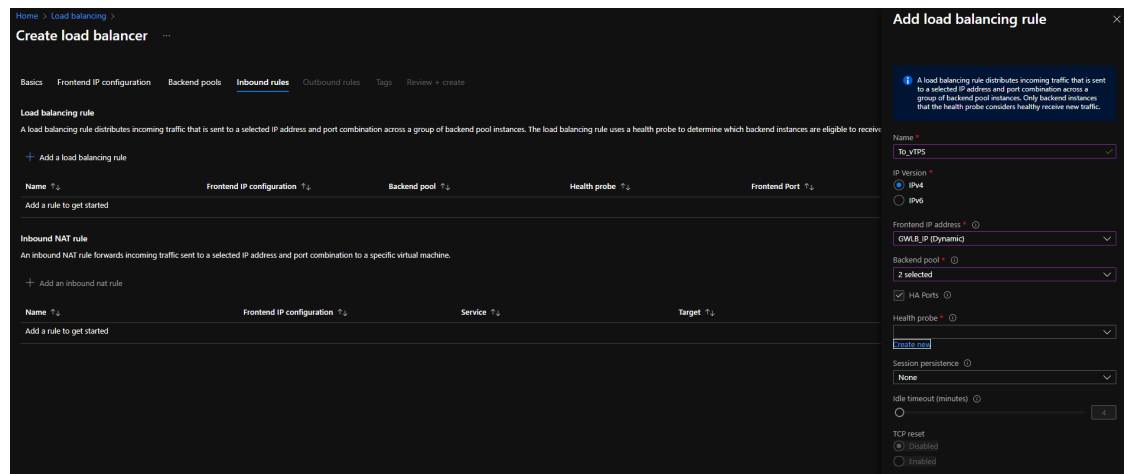 Home > Load balancing >
Create load balancer ...
Basics Frontend IP configuration Backend pools Inbound rules Outbound rules Tags Review + create
Load balancing rule
A load balancing rule distributes incoming traffic that is sent to a selected IP address and port combination across a group of backend pool instances. The load balancing rule uses a health probe to determine which backend instances are eligible to receive
+ Add a load balancing rule
Name ↑↓ Frontend IP configuration ↑↓ Backend pool ↑↓ Health probe ↑↓ Frontend Port ↑↓
Add a rule to get started
Inbound NAT rule
An inbound NAT rule forwards incoming traffic sent to a selected IP address and port combination to a specific virtual machine.
+ Add an inbound nat rule
Name ↑↓ Frontend IP configuration ↑↓ Service ↑↓ Target ↑↓
Add a rule to get started
Add load balancing rule
A load balancing rule distributes incoming traffic that is sent
to a selected IP address and port combination across a
group of backend pool instances. Only backend instances
that the health probe considers healthy receive new traffic.
Name *
To_vTPS
IP Version *
IPv4
IPv6
Frontend IP address *
GWLB_IP (Dynamic)
Backend pool *
2 selected
HA Ports
Health probe *
Create new
Session persistence
None
Idle timeout (minutes)
4
TCP reset
Disabled
Enabled